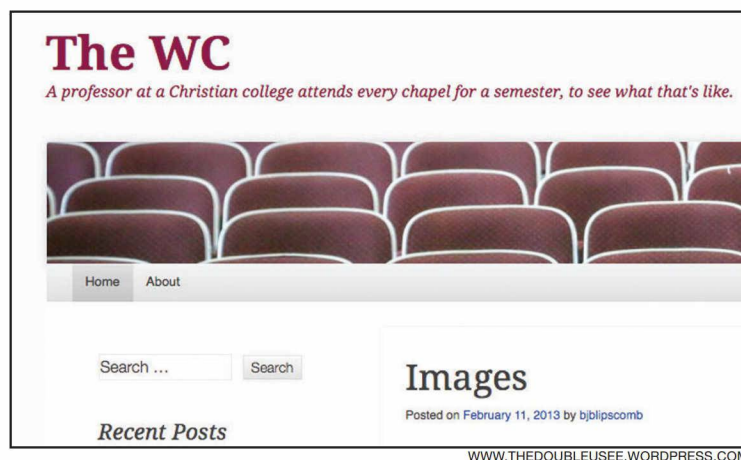 The WC
A professor at a Christian college attends every chapel for a semester, to see what that's like.
Home About
Search ... Search
Images
Posted on February 11, 2013 by bjblipscomb
Recent Posts
WWW.THEDOUBLEUSEE.WORDPRESS.COM